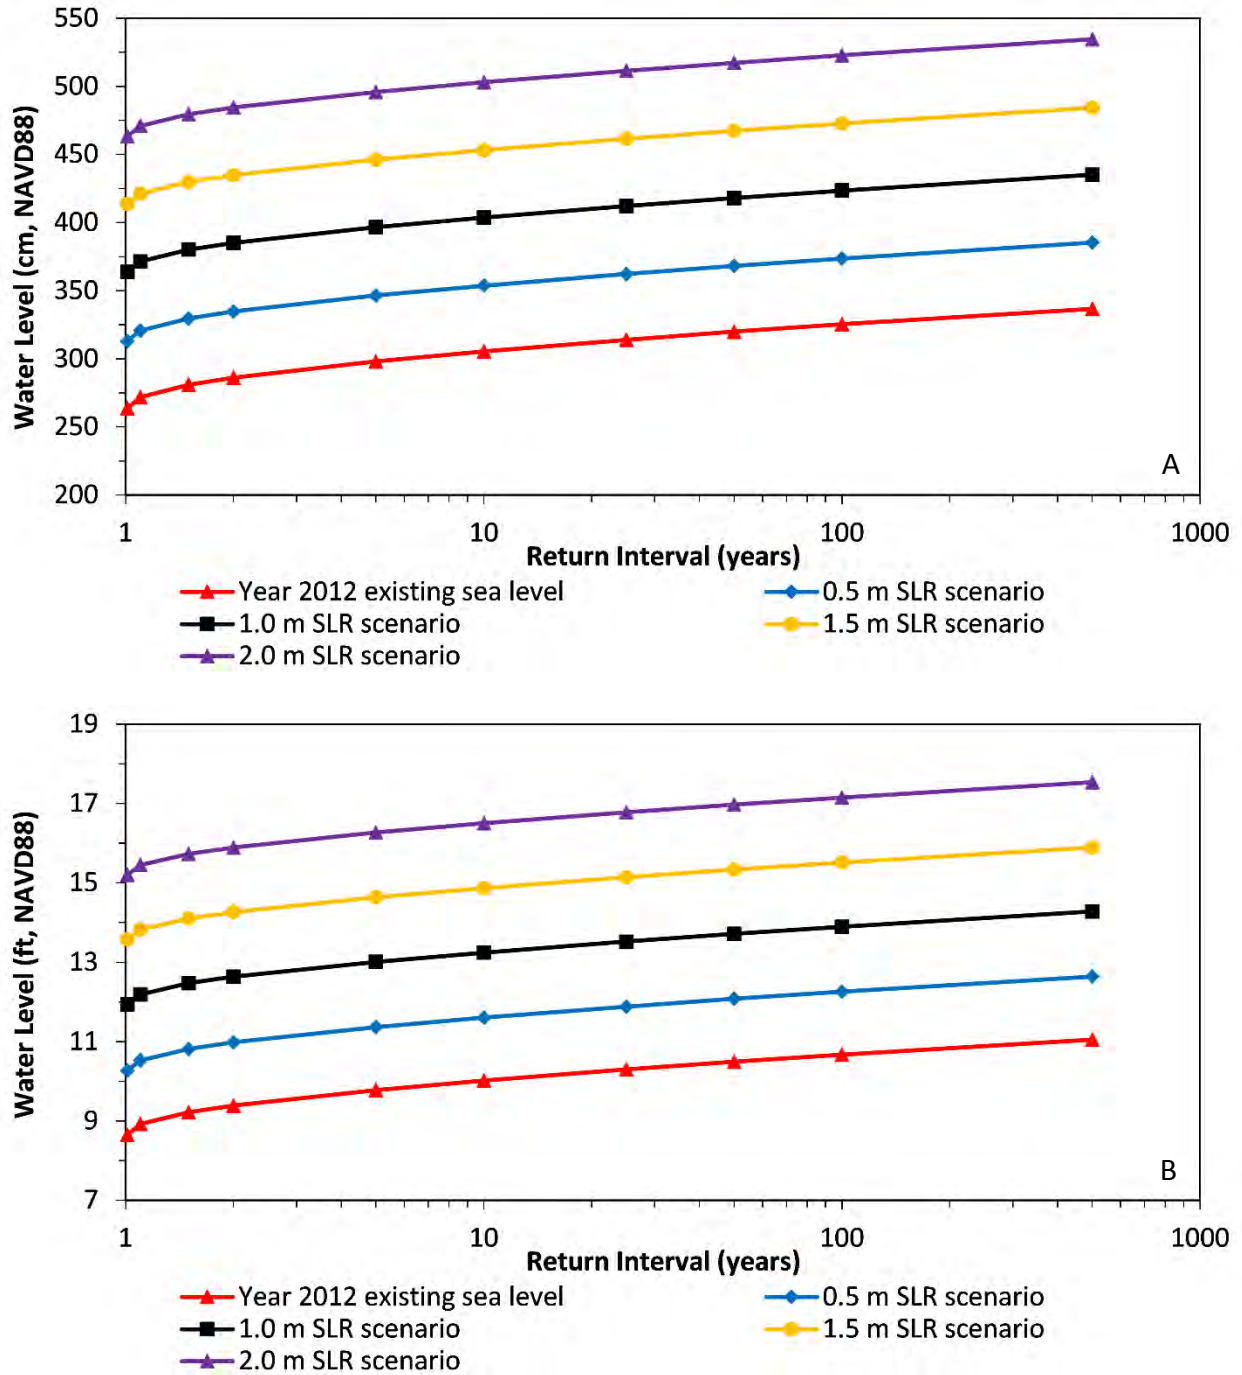 550
500
450
400
350
300
250
200
Water Level (cm, NAVD88)
A
1 10 100 1000
Return Interval (years)
Year 2012 existing sea level 0.5 m SLR scenario
1.0 m SLR scenario 1.5 m SLR scenario
2.0 m SLR scenario
19
17
15
13
11
9
7
Water Level (ft, NAVD88)
B
1 10 100 1000
Return Interval (years)
Year 2012 existing sea level 0.5 m SLR scenario
1.0 m SLR scenario 1.5 m SLR scenario
2.0 m SLR scenario